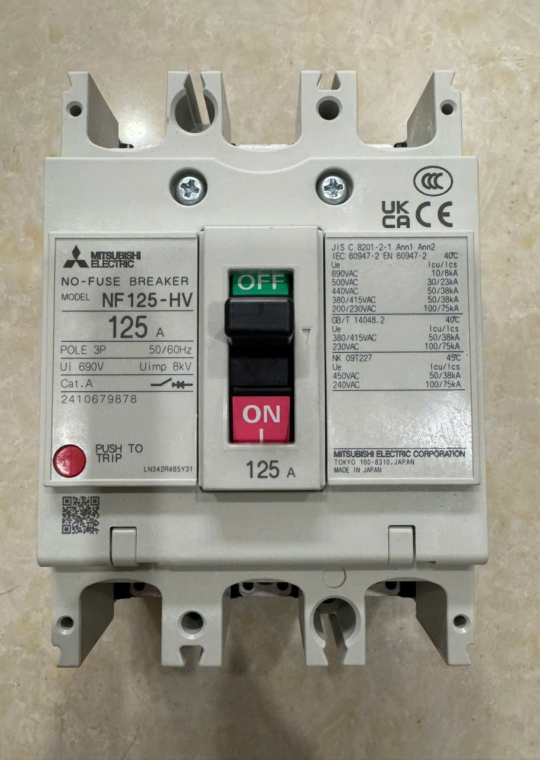 CCC
UK
CA CE
MITSUBISHI
ELECTRIC
NO-FUSE BREAKER
MODEL NF125-HV
125 A
POLE 3P 50/60Hz
Ui 690V Uimp 8kV
Cat.A
2410679878
PUSH TO
TRIP
LN342R465Y31
OFF
7
ON
125 A
JIS C 8201-2-1 Ann1 Ann2
IEC 60947-2 EN 60947-2 40℃
Ue Icu/Ics
690VAC 10/8kA
500VAC 30/23kA
440VAC 50/38kA
380/415VAC 50/38kA
200/230VAC 100/75kA
GB/T 14048.2 40℃
Ue Icu/Ics
380/415VAC 50/38kA
230VAC 100/75kA
NK 09T227 45℃
Ue Icu/Ics
450VAC 50/38kA
240VAC 100/75kA
MITSUBISHI ELECTRIC CORPORATION
TOKYO 100-8310,JAPAN
MADE IN JAPAN